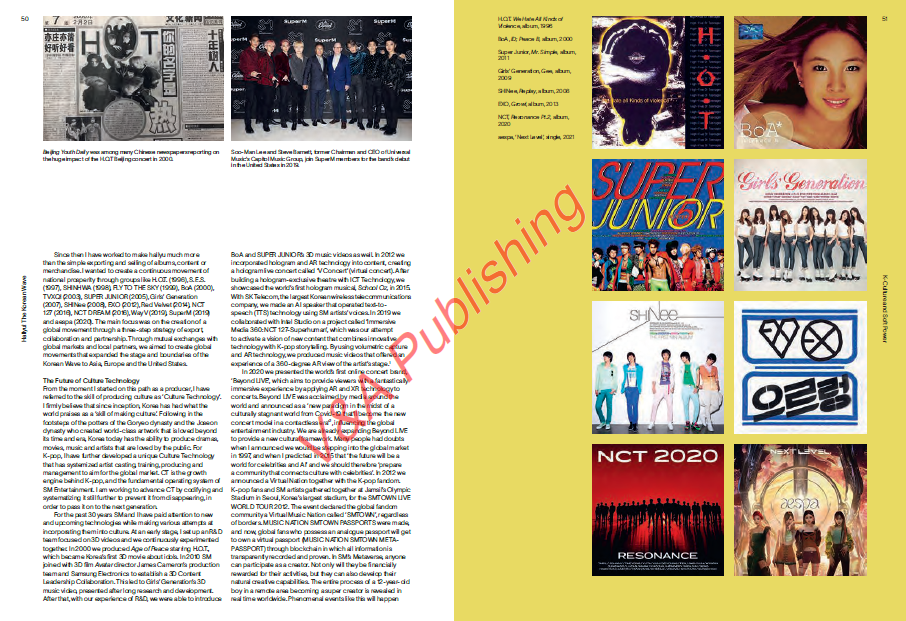 50
Beijing Youth Daily was among many Chinese newspapers reporting on
the huge impact of the H.O.T Beijing concert in 2000.
Soo-Man Lee and Steve Barnett, former Chairman and CEO of Universal
Music's Capitol Music Group, join SuperM members for the band's debut
in the United States in 2019.
Hallyu! The Korean Wave
Since then I have worked to make hallyu much more
than the simple exporting and selling of albums, content or
merchandise. I wanted to create a continuous movement of
national prosperity through groups like H.O.T. (1996), S.E.S.
(1997), SHINHWA (1998), FLY TO THE SKY (1999), BoA (2000),
TVXQ! (2003), SUPER JUNIOR (2005), Girls' Generation
(2007), SHINee (2008), EXO (2012), Red Velvet (2014), NCT
127 (2016), NCT DREAM (2016), WayV (2019), SuperM (2019)
and aespa (2020). The main focus was on the creation of a
global movement through a three-step strategy of export,
collaboration and partnership. Through mutual exchanges with
global markets and local partners, we aimed to create global
movements that expanded the stage and boundaries of the
Korean Wave to Asia, Europe and the United States.
The Future of Culture Technology
From the moment I started on this path as a producer, I have
referred to the skill of producing culture as 'Culture Technology'.
I firmly believe that since inception, Korea has had what the
world praises as a 'skill of making culture'. Following in the
footsteps of the potters of the Goryeo dynasty and the Joseon
dynasty who created world-class artwork that is loved beyond
its time and era, Korea today has the ability to produce dramas,
movies, music and artists that are loved by the public. For
K-pop, I have further developed a unique Culture Technology
that has systematized artist casting, training, producing and
management to aim for the global market. CT is the growth
engine behind K-pop, and the fundamental operating system of
SM Entertainment. I am working to advance CT by codifying and
systematizing it still further to prevent it from disappearing, in
order to pass it on to the next generation.
For the past 30 years SM and I have paid attention to new
and upcoming technologies while making various attempts at
incorporating them into culture. At an early stage, I set up an R&D
team focused on 3D videos and we continuously experimented
together. In 2000 we produced Age of Peace starring H.O.T.,
which became Korea's first 3D movie about idols. In 2010 SM
joined with 3D film Avatar director James Cameron's production
team and Samsung Electronics to establish a 3D Content
Leadership Collaboration. This led to Girls' Generation's 3D
music video, presented after long research and development.
After that, with our experience of R&D, we were able to introduce
BoA and SUPER JUNIOR's 3D music videos as well. In 2012 we
incorporated hologram and AR technology into content, creating
a hologram live concert called 'V Concert' (virtual concert). After
building a hologram-exclusive theatre with ICT Technology, we
showcased the world's first hologram musical, School Oz, in 2015.
With SK Telecom, the largest Korean wireless telecommunications
company, we made an AI speaker that operated text-to-
speech (TTS) technology using SM artists' voices. In 2019 we
collaborated with Intel Studio on a project called 'Immersive
Media 360: NCT 127-Superhuman', which was our attempt
to activate a vision of new content that combines innovative
technology with K-pop storytelling. By using volumetric capture
and AR technology, we produced music videos that offered an
experience of a 360-degree AR view of the artist's stage.
In 2020 we presented the world's first online concert brand,
'Beyond LIVE', which aims to provide viewers with a fantastically
immersive experience by applying AR and XR technology to
concerts. Beyond LIVE was acclaimed by media around the
world and announced as a 'new paradigm in the midst of a
culturally stagnant world from Covid-19 that's become the new
concert model in a contactless era', influencing the global
entertainment industry. We are already expanding Beyond LIVE
to provide a new cultural framework. Many people had doubts
when I announced we would be stepping into the global market
in 1997, and when I predicted in 2015 that 'the future will be a
world for celebrities and AI' and we should therefore 'prepare
a community that connects culture with celebrities'. In 2012 we
announced a Virtual Nation together with the K-pop fandom.
K-pop fans and SM artists gathered together at Jamsil's Olympic
Stadium in Seoul, Korea's largest stadium, for the SMTOWN LIVE
WORLD TOUR 2012. The event declared the global fandom
community a Virtual Music Nation called 'SMTOWN', regardless
of borders. MUSIC NATION SMTOWN PASSPORTS were made,
and now, global fans who possess an analogue passport will get
to own a virtual passport (MUSIC NATION SMTOWN META-
PASSPORT) through blockchain in which all information is
transparently recorded and proven. In SM's Metaverse, anyone
can participate as a creator. Not only will they be financially
rewarded for their activities, but they can also develop their
natural creative capabilities. The entire process of a 12-year-old
boy in a remote area becoming a super creator is revealed in
real time worldwide. Phenomenal events like this will happen
V&A Publishing
H.O.T. We Hate All Kinds of
Violence, album, 1996
BoA, ID; Peace B, album, 2000
Super Junior, Mr. Simple, album,
2011
Girls' Generation, Gee, album,
2009
SHINee, Replay, album, 2008
EXO, Growl, album, 2013
NCT, Resonance Pt.2, album,
2020
aespa, 'Next Level', single, 2021
51
K-Culture and Soft Power
H.O.T
BoA*
SUPER
JUNIOR
Girls' Generation
SHINee
EXO
으르렁
NCT 2020
RESONANCE
NEXT LEVEL
aespa